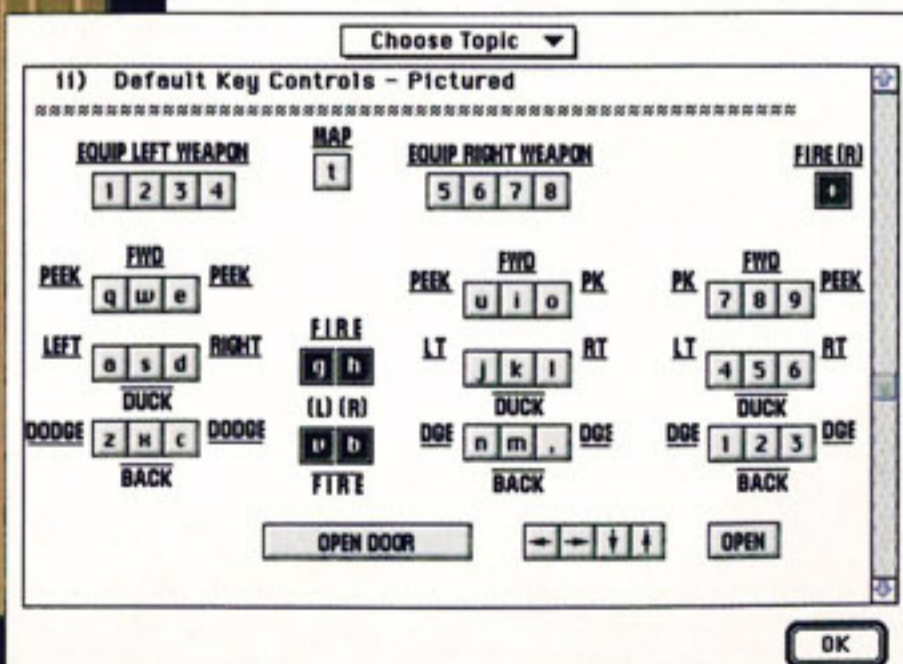 Choose Topic
ii) Default Key Controls - Pictured
MAP
EQUIP LEFT WEAPON EQUIP RIGHT WEAPON FIRE (R)
t
1 2 3 4 5 6 7 8
FWD FWD FWD
PEEK q w e PEEK PEEK u i o PK PK 7 8 9 PEEK
FIRE
LEFT a s d RIGHT g h LT j k l RT LT 4 5 6 RT
DUCK (L) (R) DUCK DUCK
DODGE z x c DODGE v b DGE n m , DGE DGE 1 2 3 DGE
BACK FIRE BACK BACK
OPEN DOOR OPEN
OK